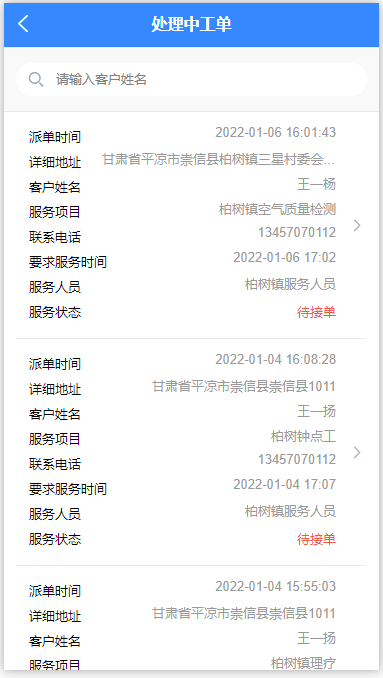 处理中工单
请输入客户姓名
派单时间 2022-01-06 16:01:43
详细地址 甘肃省平凉市崇信县柏树镇三星村委会...
客户姓名 王一杨
服务项目 柏树镇空气质量检测
联系电话 13457070112
要求服务时间 2022-01-06 17:02
服务人员 柏树镇服务人员
服务状态 待接单
派单时间 2022-01-04 16:08:28
详细地址 甘肃省平凉市崇信县崇信县1011
客户姓名 王一扬
服务项目 柏树钟点工
联系电话 13457070112
要求服务时间 2022-01-04 17:07
服务人员 柏树镇服务人员
服务状态 待接单
派单时间 2022-01-04 15:55:03
详细地址 甘肃省平凉市崇信县崇信县1011
客户姓名 王一扬
服务项目 柏树镇理疗